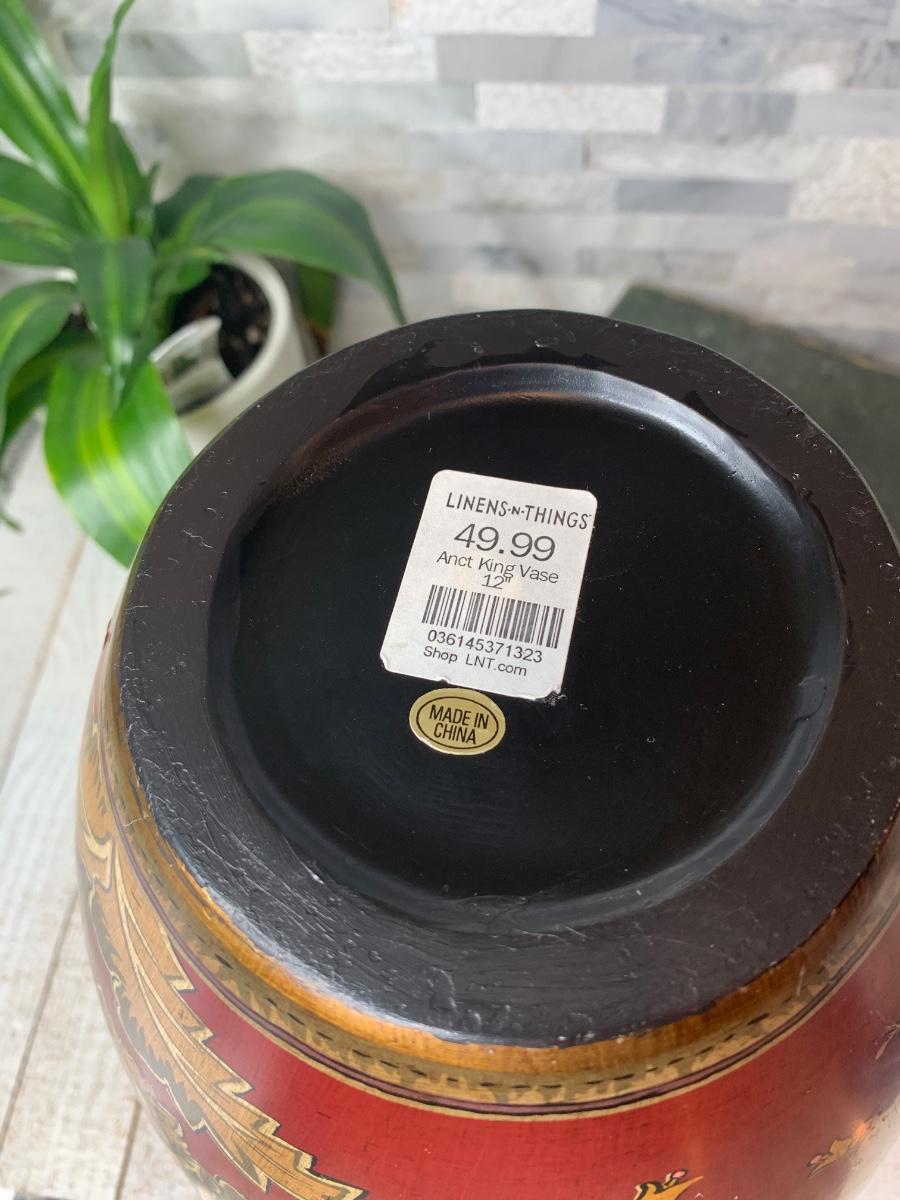 LINENS-N-THINGS
49.99
Anct King Vase
12"
036145371323
Shop LNT.com
MADE IN
CHINA